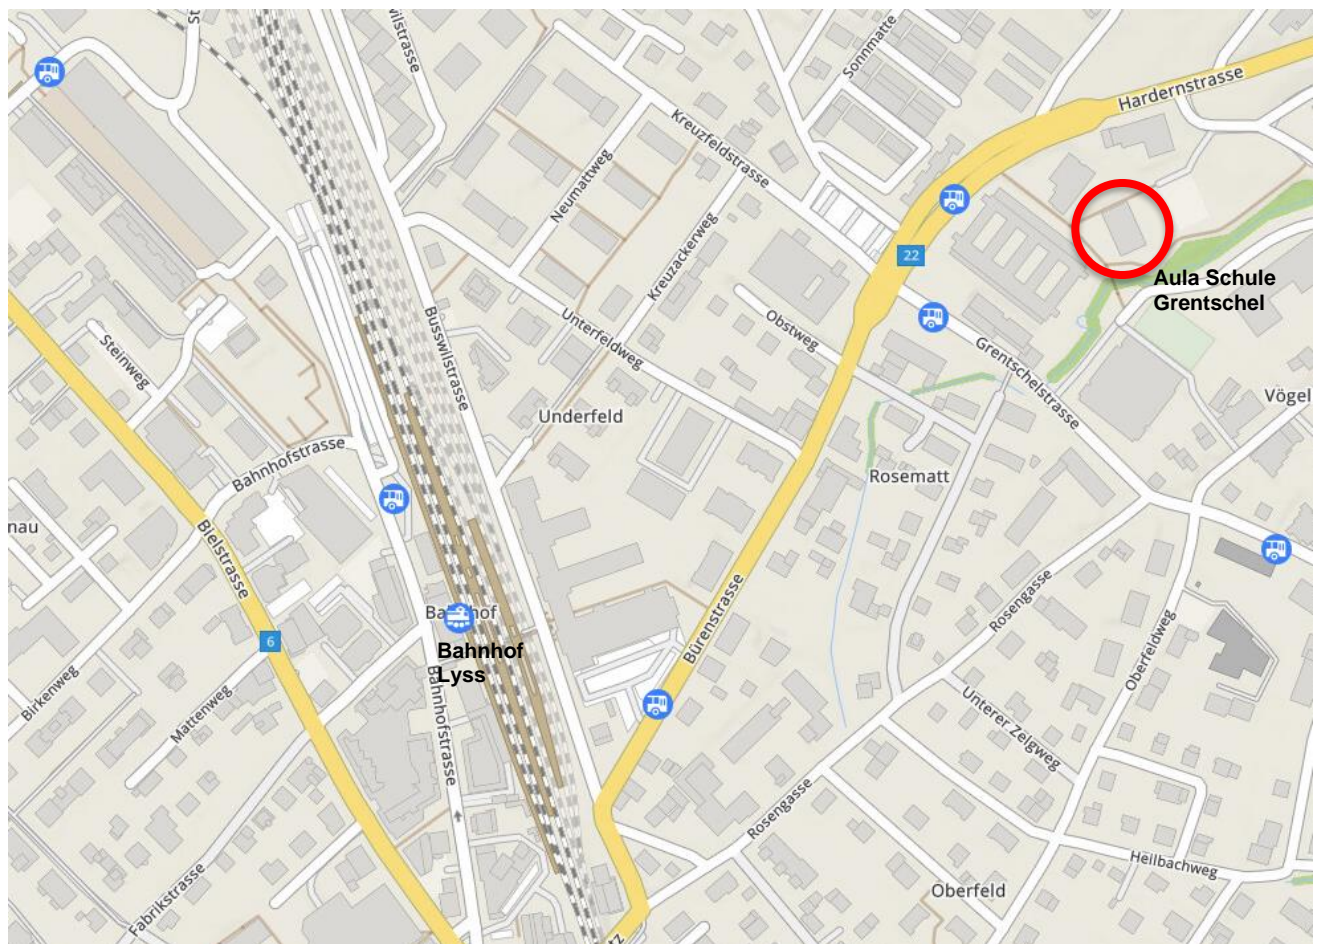 Hardernstrasse
Sonnmatte
Kreuzfeldstrasse
Neumattweg
Kreuzackerweg
22
Aula Schule
Grentschel
Busswilstrasse
Unterfeldweg
Obstweg
Grentschelstrasse
Steinweg
Underfeld
Vögel
Bahnhofstrasse
Rosematt
nau
Bielstrasse
Bürenstrasse
Rosengasse
6
Bahnhof
Lyss
Oberfeldweg
Birkenweg
Mattenweg
Bahnhofstrasse
Unterer Zelgweg
Rosengasse
Heilbachweg
Fabrikstrasse
Oberfeld
tz